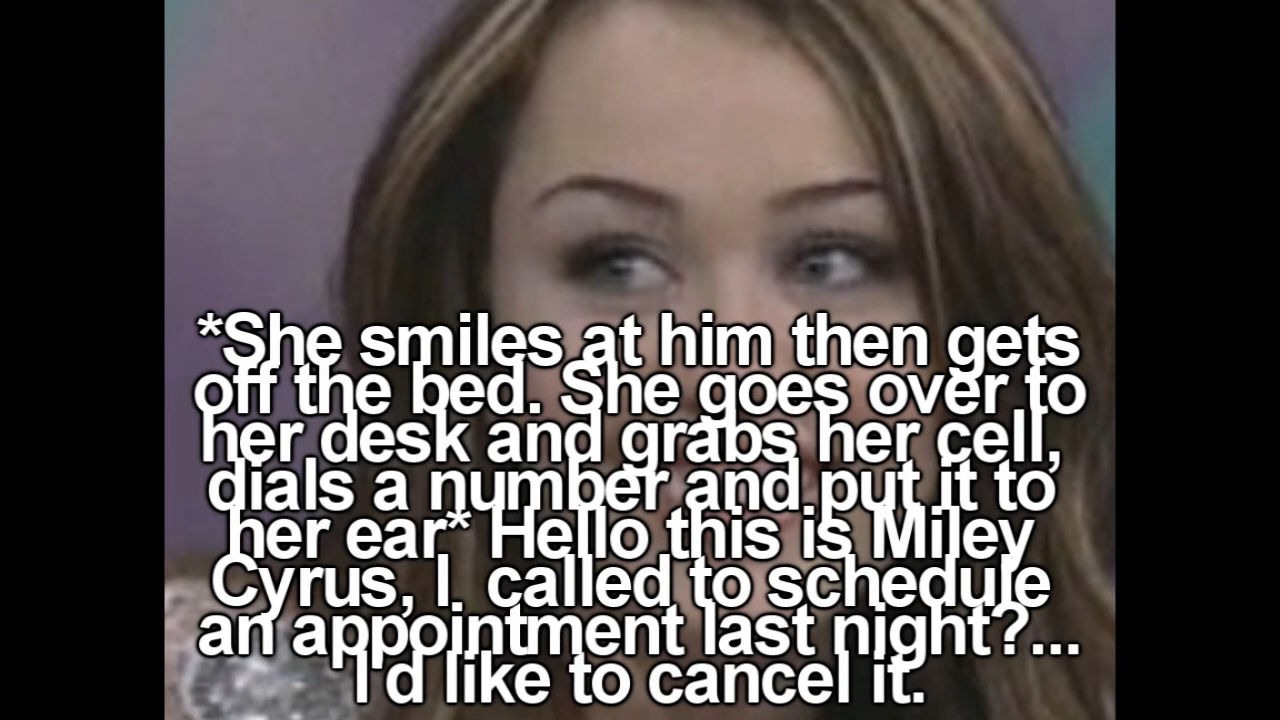 *She smiles at him then gets
off the bed. She goes over to
her desk and grabs her cell,
dials a number and put it to
her ear* Hello this is Miley
Cyrus, I  called to schedule
an appointment last night?...
I'd like to cancel it.